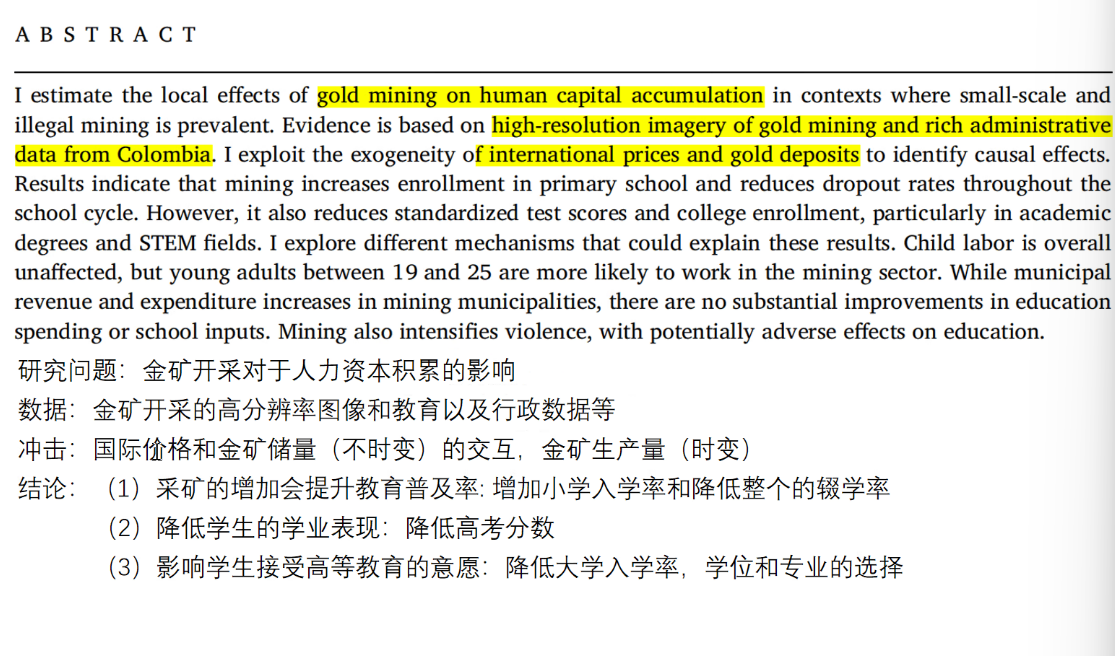 A B S T R A C T
I estimate the local effects of gold mining on human capital accumulation in contexts where small-scale and
illegal mining is prevalent. Evidence is based on high-resolution imagery of gold mining and rich administrative
data from Colombia. I exploit the exogeneity of international prices and gold deposits to identify causal effects.
Results indicate that mining increases enrollment in primary school and reduces dropout rates throughout the
school cycle. However, it also reduces standardized test scores and college enrollment, particularly in academic
degrees and STEM fields. I explore different mechanisms that could explain these results. Child labor is overall
unaffected, but young adults between 19 and 25 are more likely to work in the mining sector. While municipal
revenue and expenditure increases in mining municipalities, there are no substantial improvements in education
spending or school inputs. Mining also intensifies violence, with potentially adverse effects on education.
研究问题：金矿开采对于人力资本积累的影响
数据：金矿开采的高分辨率图像和教育以及行政数据等
冲击：国际价格和金矿储量（不时变）的交互，金矿生产量（时变）
结论：（1）采矿的增加会提升教育普及率: 增加小学入学率和降低整个的辍学率
（2）降低学生的学业表现：降低高考分数
（3）影响学生接受高等教育的意愿：降低大学入学率，学位和专业的选择